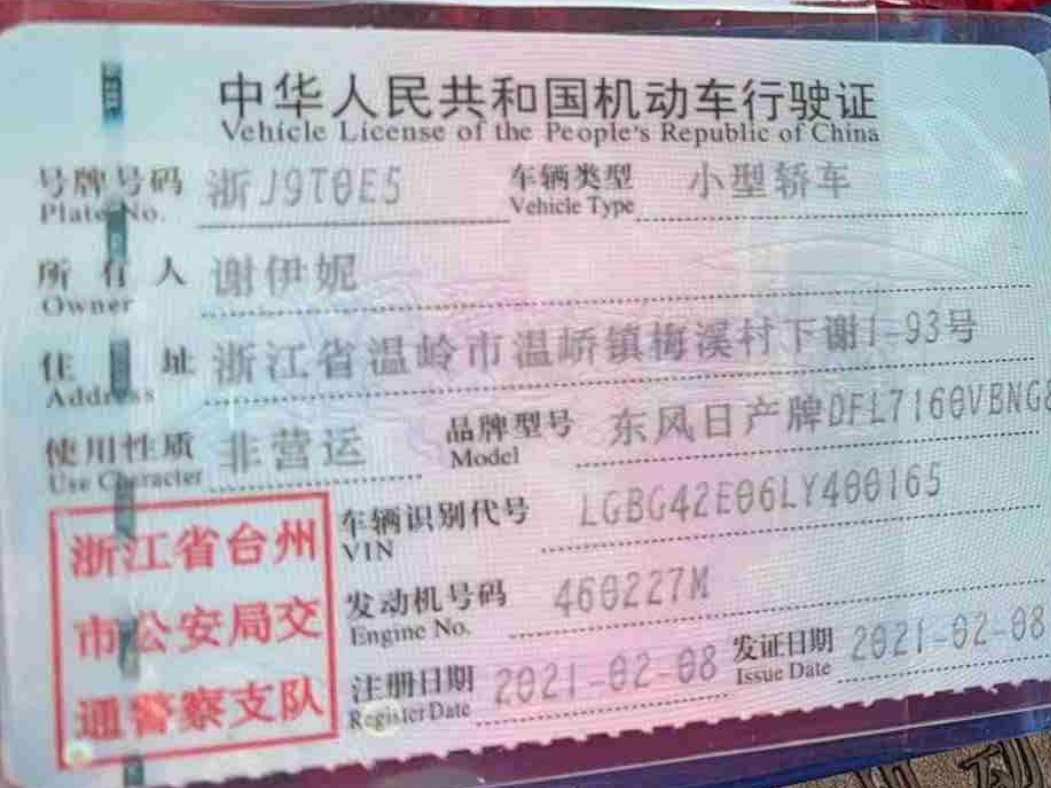 中华人民共和国机动车行驶证
Vehicle License of the People's Republic of China
号牌号码 浙J9T0E5 车辆类型 小型轿车
Plate No. Vehicle Type
所有人 谢伊妮
Owner
住址 浙江省温岭市温峤镇梅溪村下谢1-93号
Address
使用性质 非营运 品牌型号 东风日产牌DFL7160VBNG8
Use Character Model
浙江省台州
市公安局交
通警察支队
车辆识别代号 LGBG42E06LY400165
VIN
发动机号码 460227M
Engine No.
注册日期 2021-02-08 发证日期 2021-02-08
Register Date Issue Date